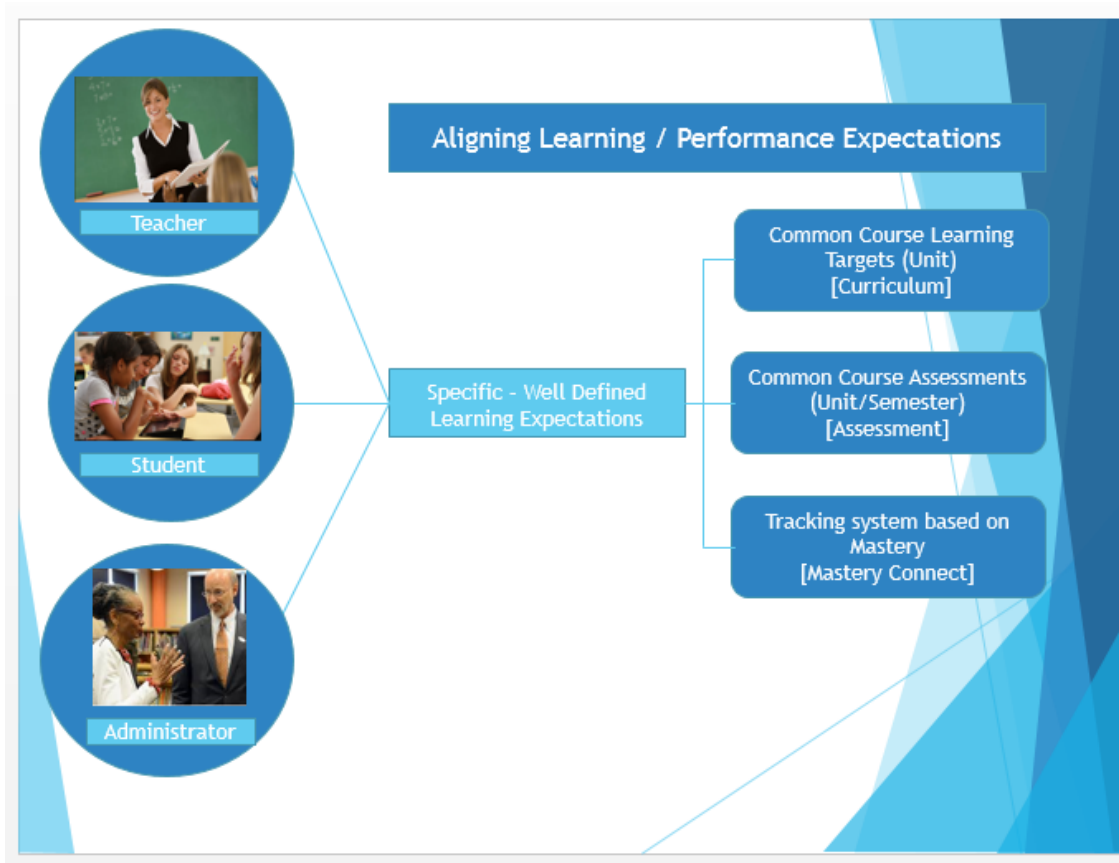 Aligning Learning / Performance Expectations
Teacher
Student
Administrator
Specific - Well Defined
Learning Expectations
Common Course Learning
Targets (Unit)
[Curriculum]
Common Course Assessments
(Unit/Semester)
[Assessment]
Tracking system based on
Mastery
[Mastery Connect]